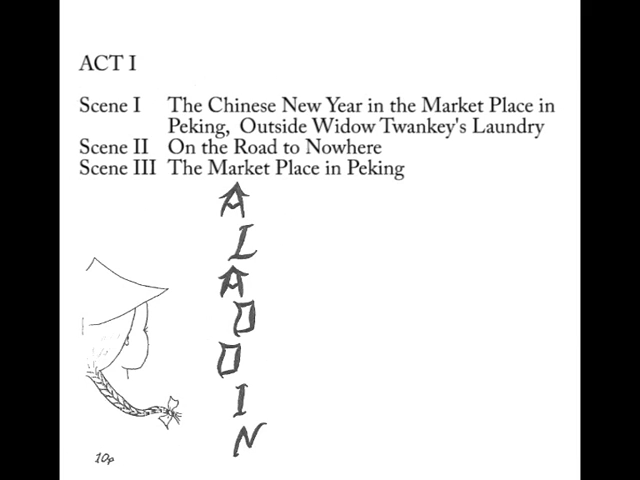 ACT I
Scene I The Chinese New Year in the Market Place in
Peking, Outside Widow Twankey's Laundry
Scene II On the Road to Nowhere
Scene III The Market Place in Peking
ALADDIN
10p